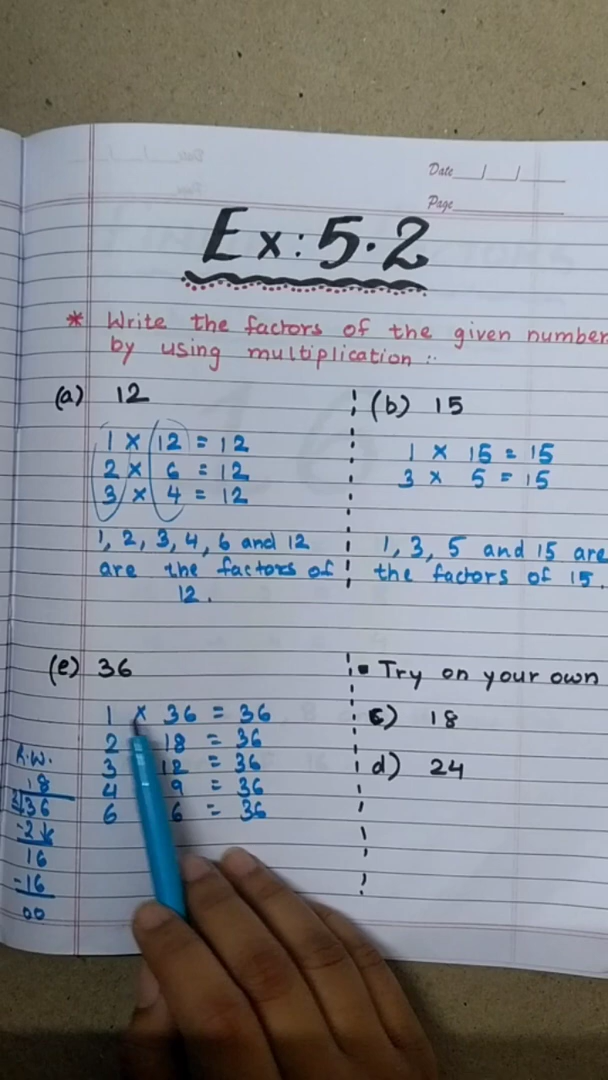 Date / /
Page
Ex: 5.2
* Write the factors of the given number
by using multiplication :-
(a) 12
1 × 12 = 12
2 × 6 = 12
3 × 4 = 12
1, 2, 3, 4, 6 and 12
are the factors of
12.
(b) 15
1 × 15 = 15
3 × 5 = 15
1, 3, 5 and 15 are
the factors of 15.
(e) 36
1 × 36 = 36
2 18 = 36
3 12 = 36
4 9 = 36
6 6 = 36
R.W.
18
2)36
-2↓
16
-16
00
• Try on your own
c) 18
d) 24